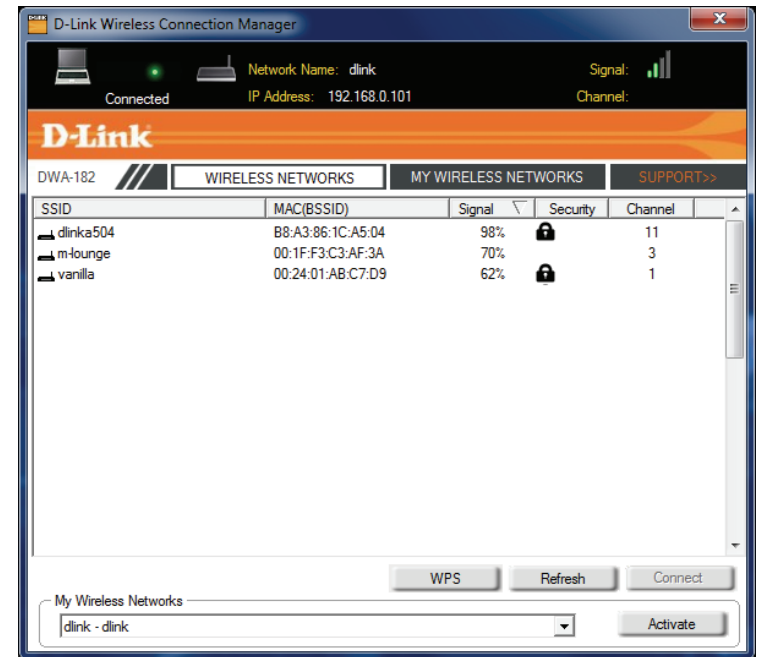 D-Link Wireless Connection Manager
Network Name: dlink Signal:
Connected IP Address: 192.168.0.101 Channel:
D-Link
DWA-182 WIRELESS NETWORKS MY WIRELESS NETWORKS SUPPORT>>
SSID MAC(BSSID) Signal Security Channel
dlinka504 B8:A3:86:1C:A5:04 98% 11
m-lounge 00:1F:F3:C3:AF:3A 70% 3
vanilla 00:24:01:AB:C7:D9 62% 1
WPS Refresh Connect
My Wireless Networks
dlink - dlink Activate